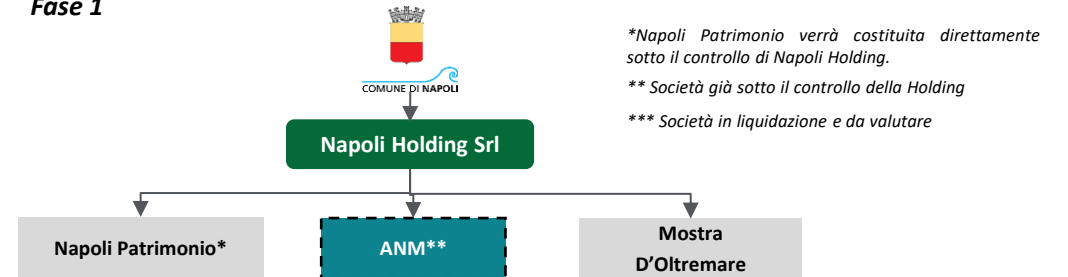 Fase 1
*Napoli Patrimonio verrà costituita direttamente
sotto il controllo di Napoli Holding.
** Società già sotto il controllo della Holding
*** Società in liquidazione e da valutare
COMUNE DI NAPOLI
Napoli Holding Srl
Napoli Patrimonio*
ANM**
Mostra
D'Oltremare